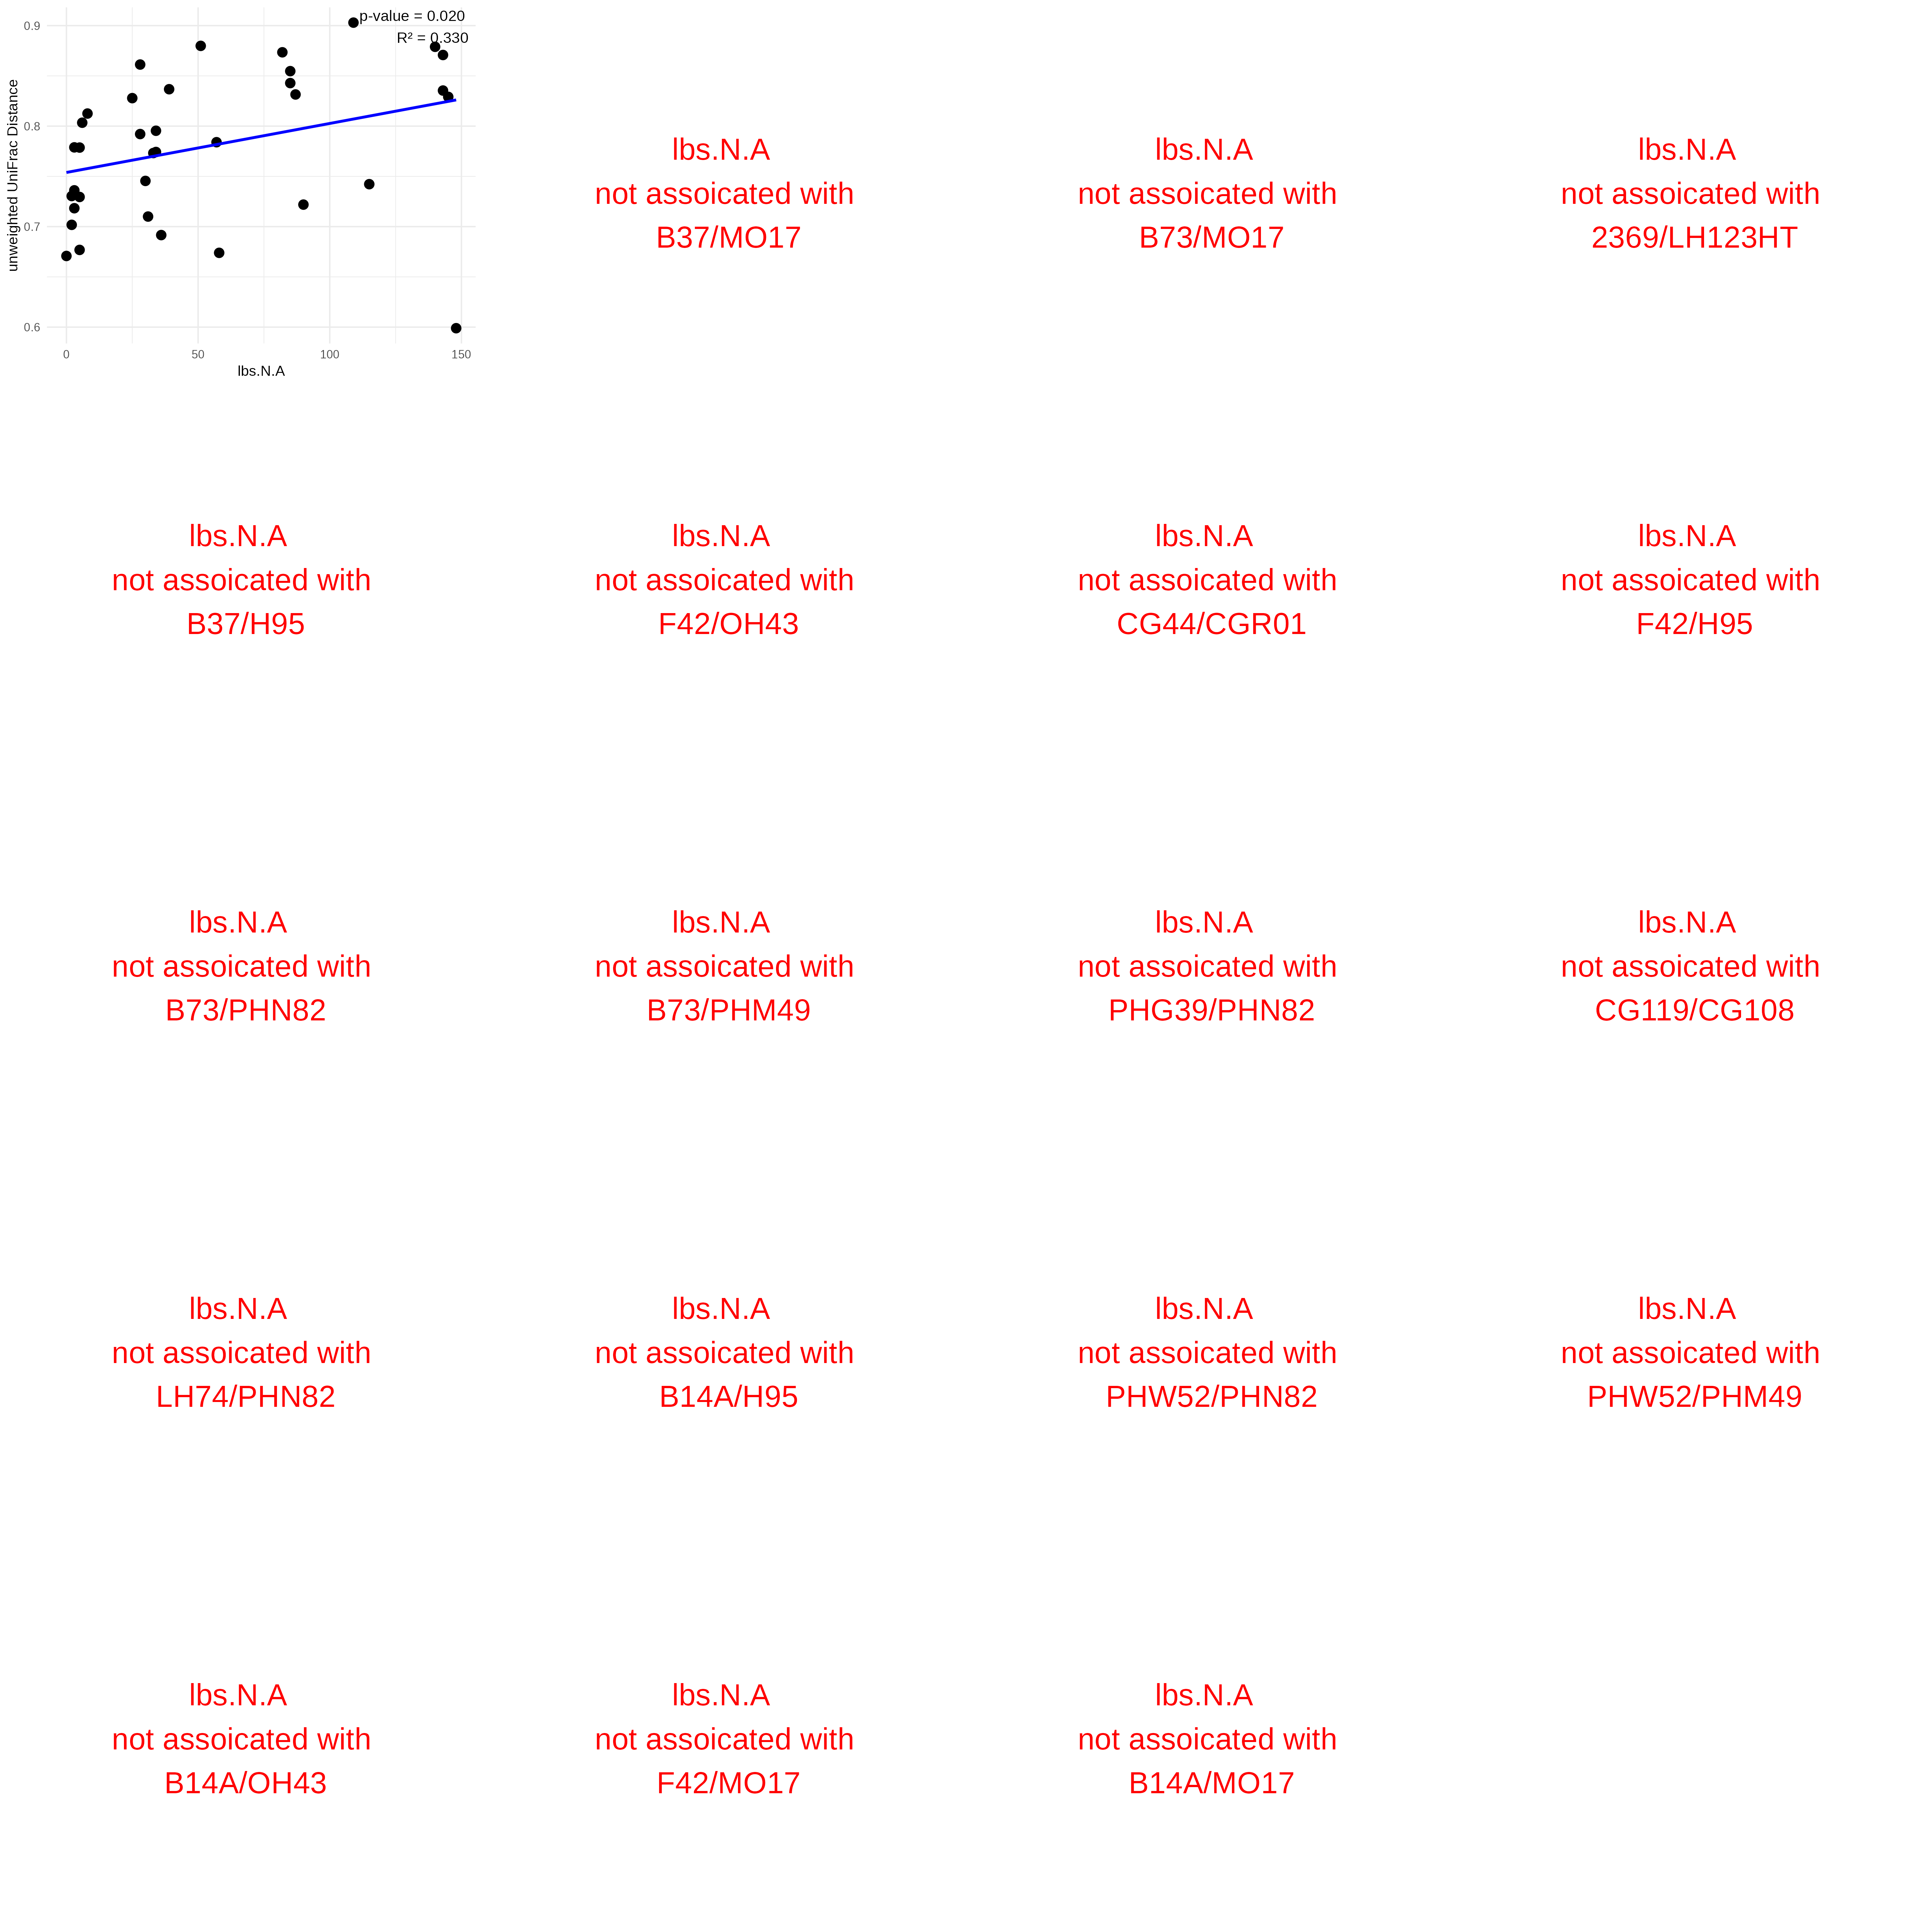 p-value = 0.020
R² = 0.330
unweighted UniFrac Distance
0.9
0.8
0.7
0.6
0 50 100 150
lbs.N.A
lbs.N.A
not assoicated with
B37/MO17
lbs.N.A
not assoicated with
B73/MO17
lbs.N.A
not assoicated with
2369/LH123HT
lbs.N.A
not assoicated with
B37/H95
lbs.N.A
not assoicated with
F42/OH43
lbs.N.A
not assoicated with
CG44/CGR01
lbs.N.A
not assoicated with
F42/H95
lbs.N.A
not assoicated with
B73/PHN82
lbs.N.A
not assoicated with
B73/PHM49
lbs.N.A
not assoicated with
PHG39/PHN82
lbs.N.A
not assoicated with
CG119/CG108
lbs.N.A
not assoicated with
LH74/PHN82
lbs.N.A
not assoicated with
B14A/H95
lbs.N.A
not assoicated with
PHW52/PHN82
lbs.N.A
not assoicated with
PHW52/PHM49
lbs.N.A
not assoicated with
B14A/OH43
lbs.N.A
not assoicated with
F42/MO17
lbs.N.A
not assoicated with
B14A/MO17